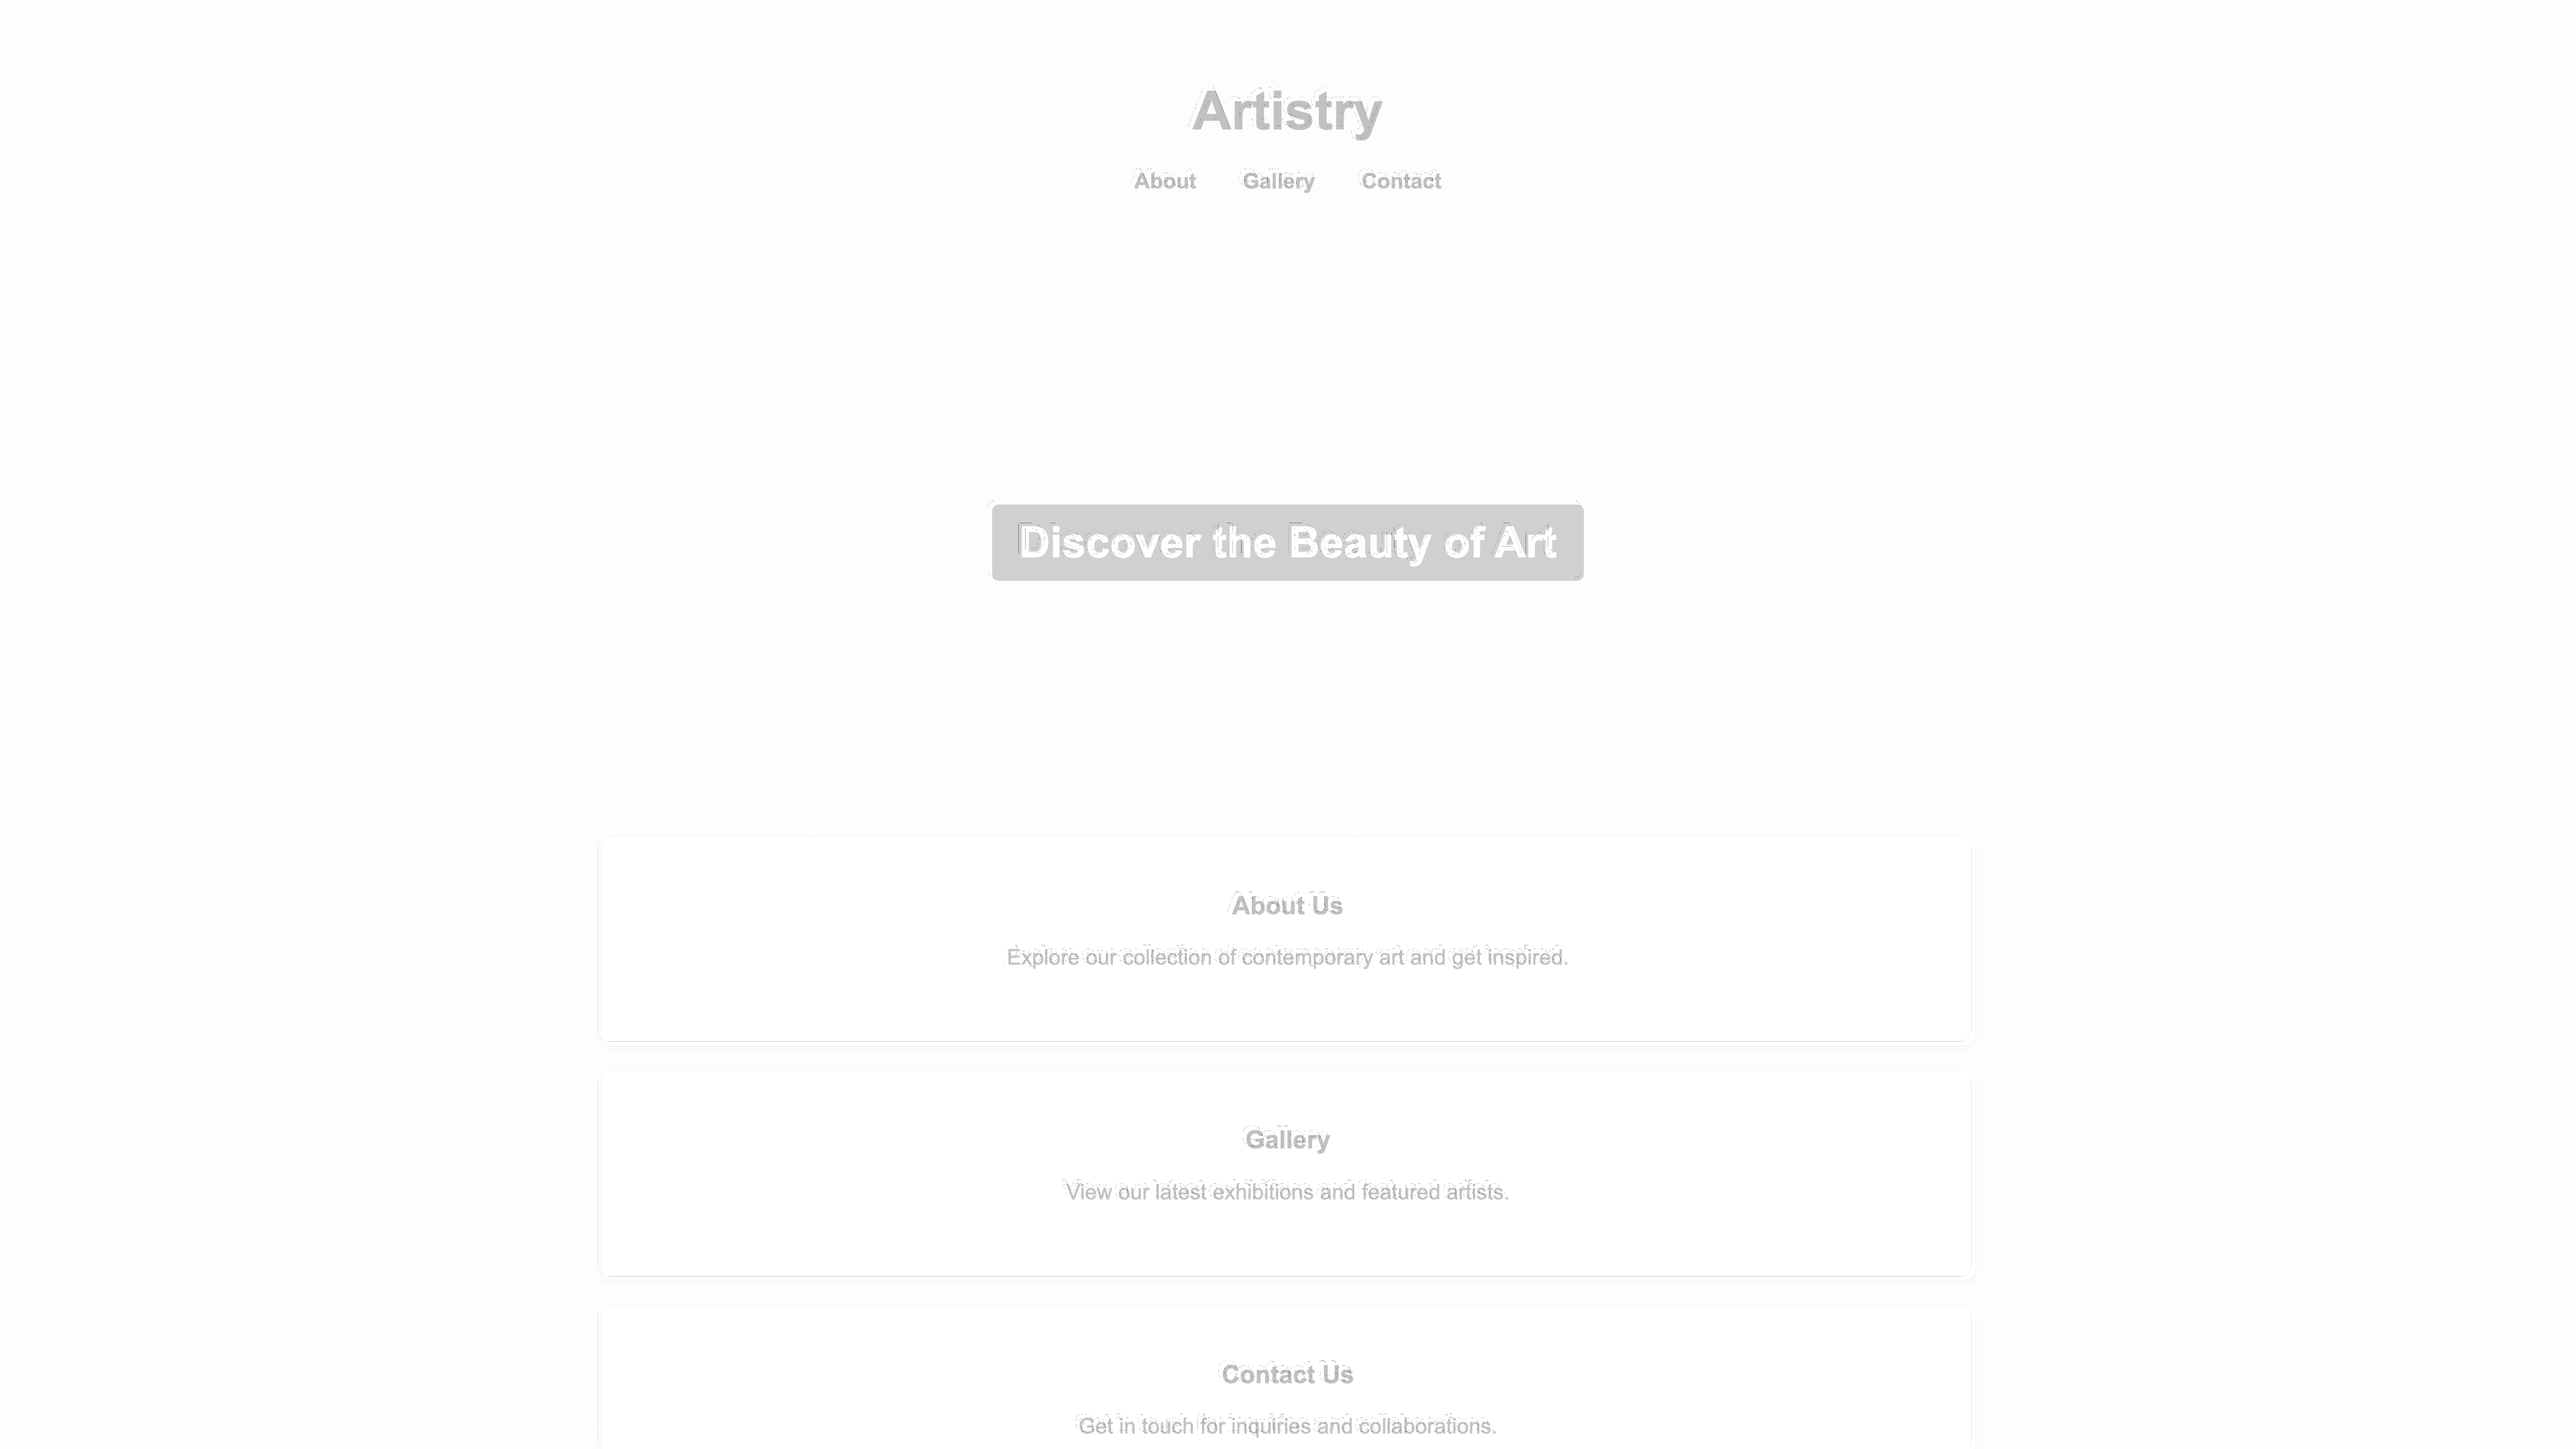 Artistry
About Gallery Contact
Discover the Beauty of Art
About Us
Explore our collection of contemporary art and get inspired.
Gallery
View our latest exhibitions and featured artists.
Contact Us
Get in touch for inquiries and collaborations.